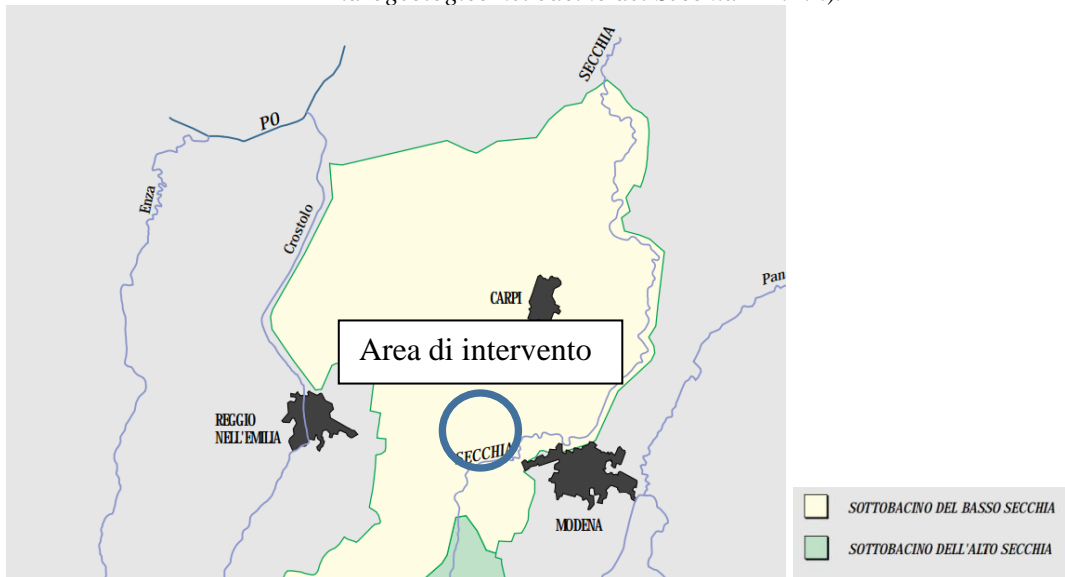 SECCHIA
PO
Enza
Crostolo
CARPI
Pan
Area di intervento
REGGIO
NELL'EMILIA
SECCHIA
MODENA
SOTTOBACINO DEL BASSO SECCHIA
SOTTOBACINO DELL'ALTO SECCHIA